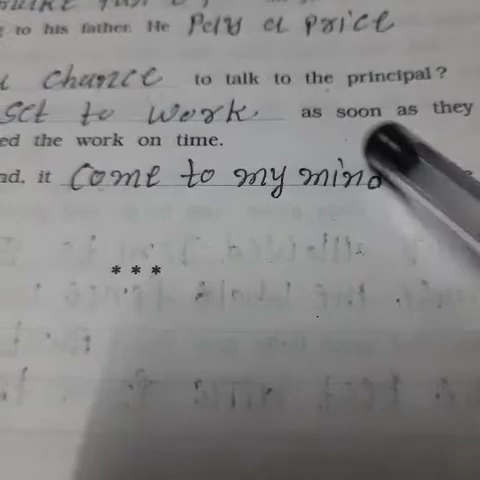 to his father. He Pay a price
a chance to talk to the principal?
set to work as soon as they
ed the work on time.
nd, it come to my mind
* * *